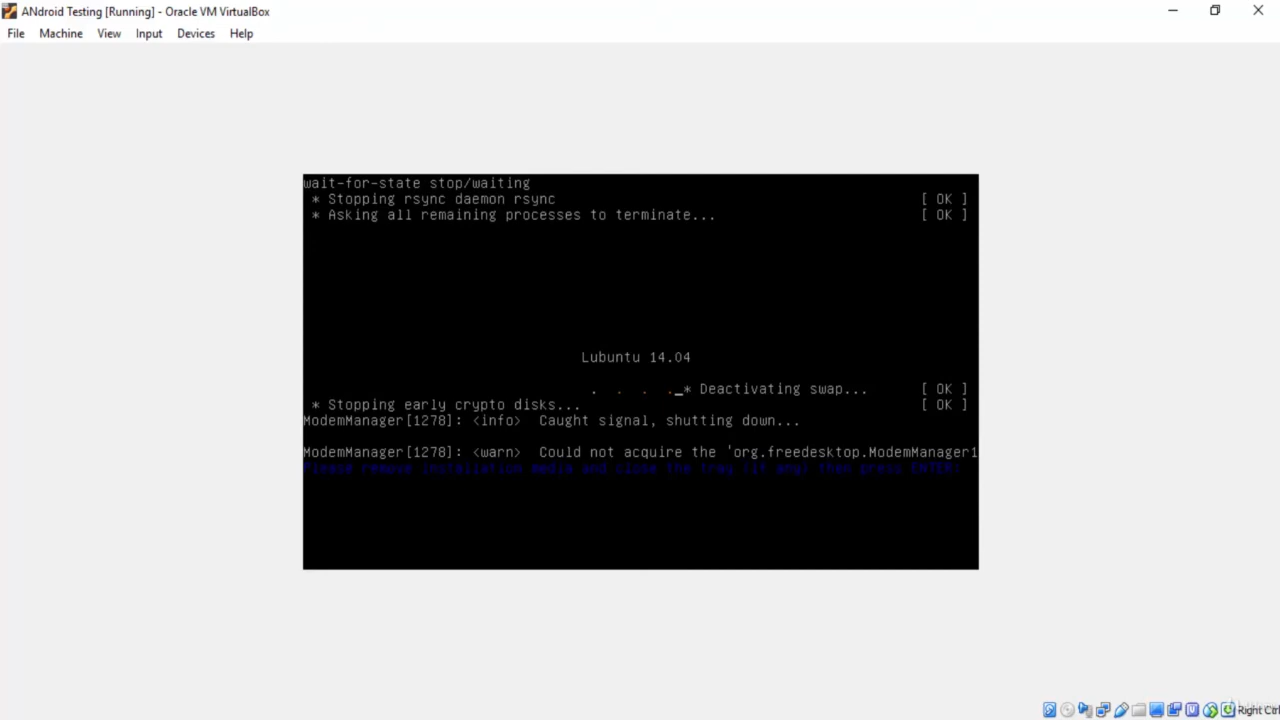 ANdroid Testing [Running] - Oracle VM VirtualBox
File Machine View Input Devices Help
wait-for-state stop/waiting
* Stopping rsync daemon rsync [ OK ]
* Asking all remaining processes to terminate... [ OK ]
Lubuntu 14.04
. . . ._* Deactivating swap... [ OK ]
* Stopping early crypto disks... [ OK ]
ModemManager[1278]: <info> Caught signal, shutting down...
ModemManager[1278]: <warn> Could not acquire the 'org.freedesktop.ModemManager1
Please remove installation media and close the tray (if any) then press ENTER:
Right Ctrl